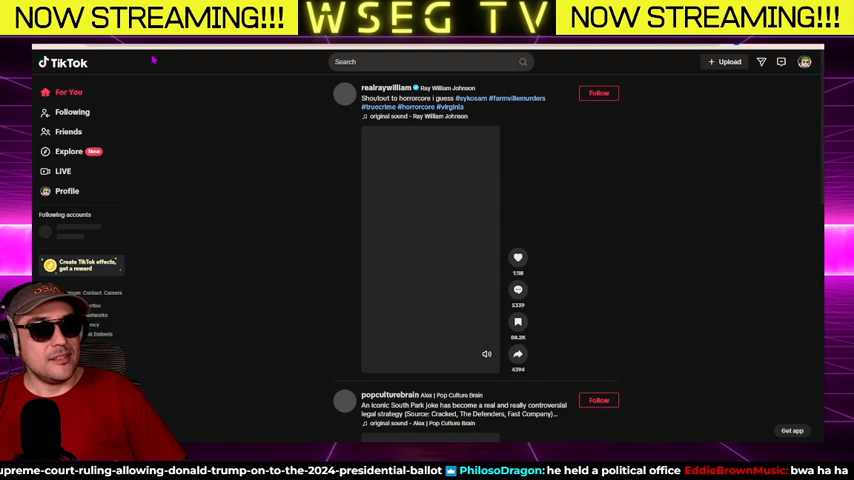 NOW STREAMING!!!
WSEG TV
NOW STREAMING!!!
TikTok
Search
+ Upload
For You
Following
Friends
Explore New
LIVE
Profile
Following accounts
Create TikTok effects,
get a reward
Contact Careers
realraywilliam Ray William Johnson
Shoutout to horrorcore i guess #sykosam #farmvillemurders
#truecrime #horrorcore #virginia
♫ original sound - Ray William Johnson
Follow
1.1M
5339
88.2K
4394
popculturebrain Alex | Pop Culture Brain
An iconic South Park joke has become a real and really controversial
legal strategy (Source: Cracked, The Defenders, Fast Company)...
♫ original sound - Alex | Pop Culture Brain
Follow
Get app
upreme-court-ruling-allowing-donald-trump-on-to-the-2024-presidential-ballot PhilosoDragon: he held a political office EddieBrownMusic: bwa ha ha